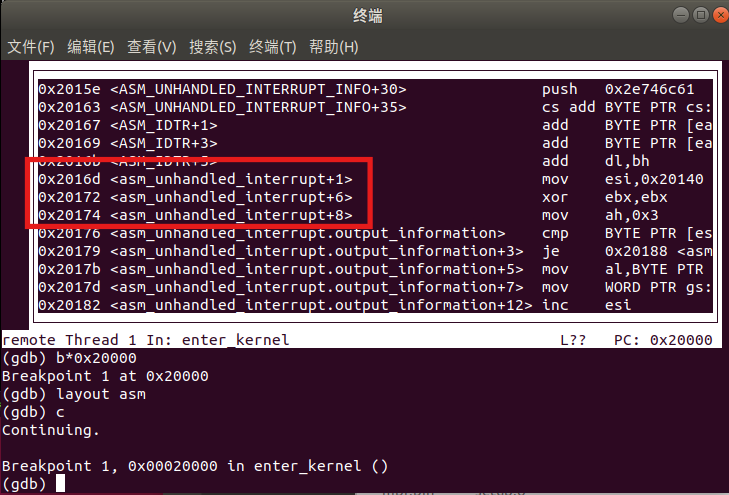 终端
文件(F) 编辑(E) 查看(V) 搜索(S) 终端(T) 帮助(H)
0x2015e <ASM_UNHANDLED_INTERRUPT_INFO+30> push 0x2e746c61
0x20163 <ASM_UNHANDLED_INTERRUPT_INFO+35> cs add BYTE PTR cs:
0x20167 <ASM_IDTR+1> add BYTE PTR [ea
0x20169 <ASM_IDTR+3> add BYTE PTR [ea
0x2016b <ASM_IDTR+5> add dl,bh
0x2016d <asm_unhandled_interrupt+1> mov esi,0x20140
0x20172 <asm_unhandled_interrupt+6> xor ebx,ebx
0x20174 <asm_unhandled_interrupt+8> mov ah,0x3
0x20176 <asm_unhandled_interrupt.output_information> cmp BYTE PTR [es
0x20179 <asm_unhandled_interrupt.output_information+3> je 0x20188 <asm
0x2017b <asm_unhandled_interrupt.output_information+5> mov al,BYTE PTR
0x2017d <asm_unhandled_interrupt.output_information+7> mov WORD PTR gs:
0x20182 <asm_unhandled_interrupt.output_information+12> inc esi
remote Thread 1 In: enter_kernel L?? PC: 0x20000
(gdb) b*0x20000
Breakpoint 1 at 0x20000
(gdb) layout asm
(gdb) c
Continuing.
Breakpoint 1, 0x00020000 in enter_kernel ()
(gdb)